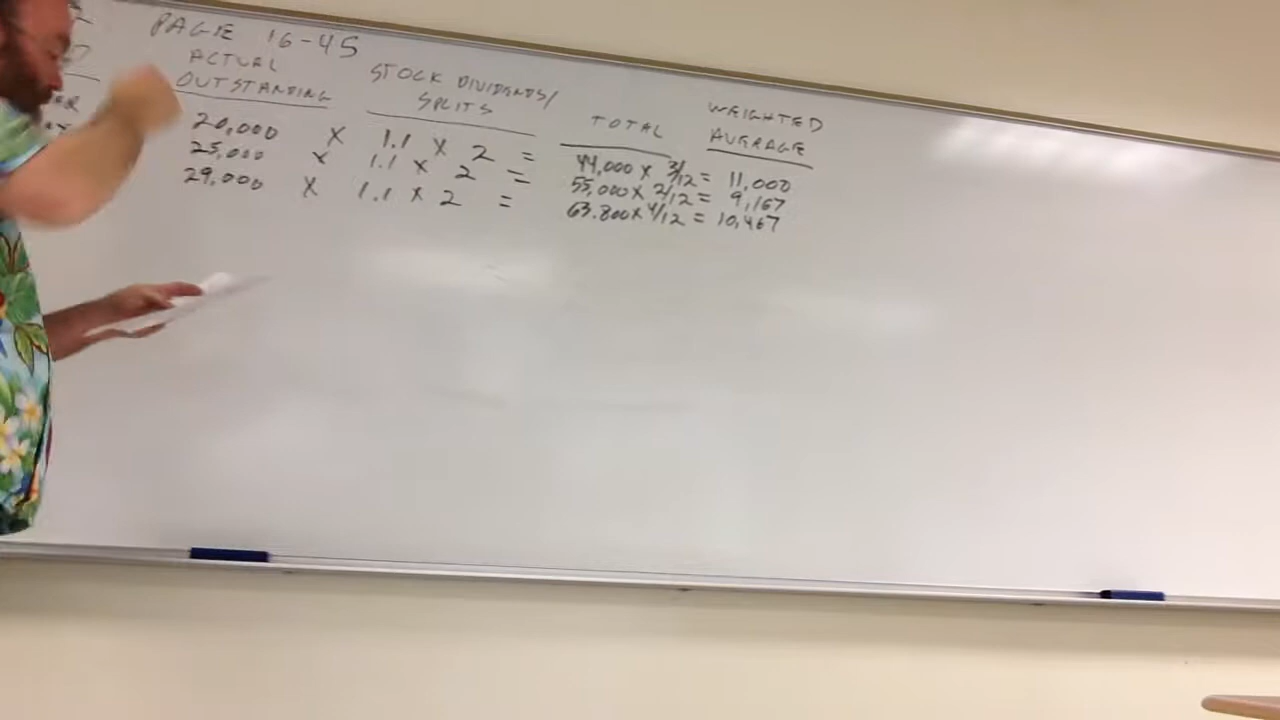 PAGE 16-45
ACTUAL
OUTSTANDING
STOCK DIVIDENDS/
SPLITS
TOTAL
WEIGHTED
AVERAGE
20,000 X 1.1 X 2 = 44,000 X 3/12 = 11,000
25,000 X 1.1 X 2 = 55,000 X 2/12 = 9,167
29,000 X 1.1 X 2 = 63.800 X 4/12 = 10,467